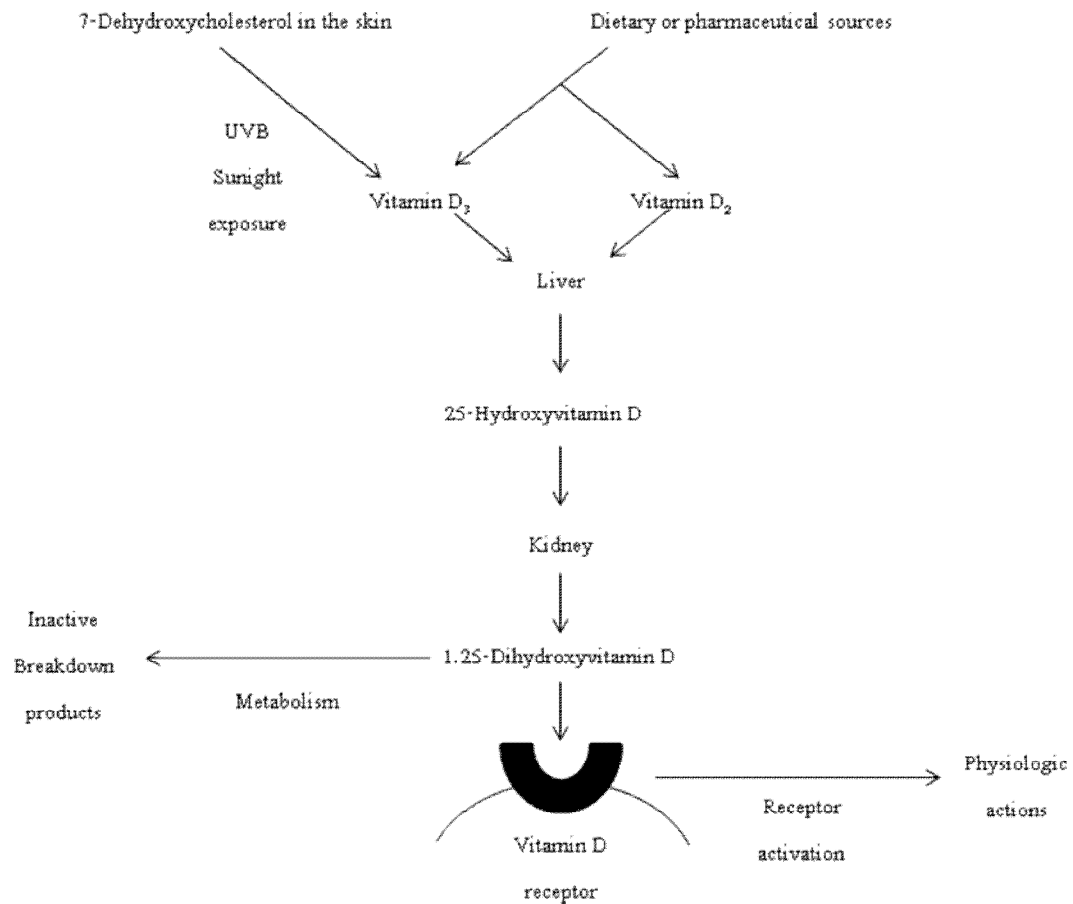 7-Dehydroxycholesterol in the skin
Dietary or pharmaceutical sources
UVB
Sunight
exposure
Vitamin D₃
Vitamin D₂
Liver
25-Hydroxyvitamin D
Kidney
1.25-Dihydroxyvitamin D
Inactive
Breakdown
products
Metabolism
Vitamin D
receptor
Receptor
activation
Physiologic
actions